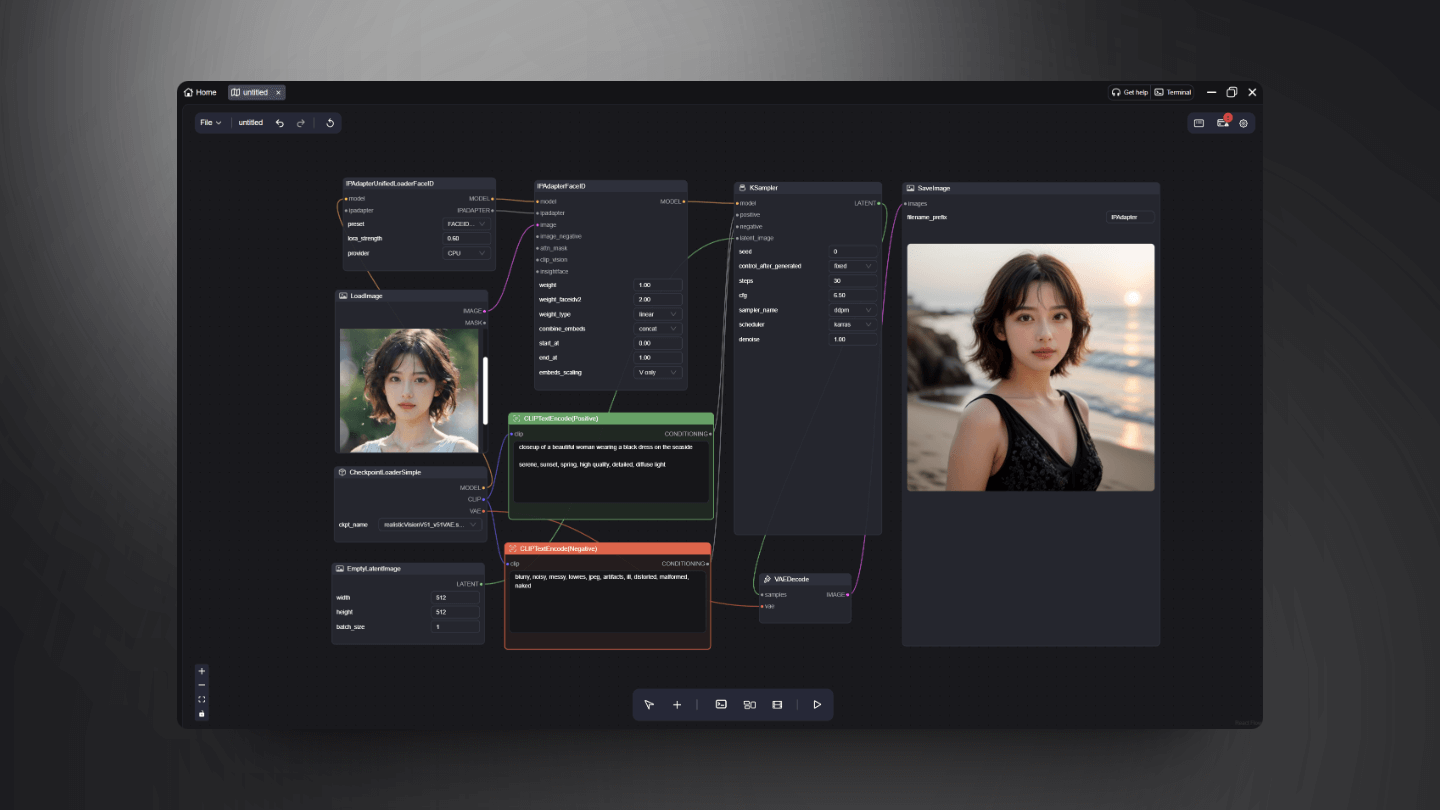 Home
untitled
×
Get help
Terminal
File
untitled
IPAdapterUnifiedLoaderFaceID
model
MODEL
ipadapter
IPADAPTER
preset
FACEID...
lora_strength
0.60
provider
CPU
LoadImage
IMAGE
MASK
CheckpointLoaderSimple
MODEL
CLIP
VAE
ckpt_name
realisticVisionV51_v51VAE.s...
EmptyLatentImage
LATENT
width
512
height
512
batch_size
1
IPAdapterFaceID
model
MODEL
ipadapter
image
image_negative
attn_mask
clip_vision
insightface
weight
1.00
weight_faceidv2
2.00
weight_type
linear
combine_embeds
concat
start_at
0.00
end_at
1.00
embeds_scaling
V only
CLIPTextEncode(Positive)
clip
CONDITIONING
closeup of a beautiful woman wearing a black dress on the seaside
serene, sunset, spring, high quality, detailed, diffuse light
CLIPTextEncode(Negative)
clip
CONDITIONING
blurry, noisy, messy, lowres, jpeg, artifacts, ill, distorted, malformed,
naked
KSampler
model
LATENT
positive
negative
latent_image
seed
0
control_after_generated
fixed
steps
30
cfg
6.50
sampler_name
ddpm
scheduler
karras
denoise
1.00
VAEDecode
samples
IMAGE
vae
SaveImage
images
filename_prefix
IPAdapter